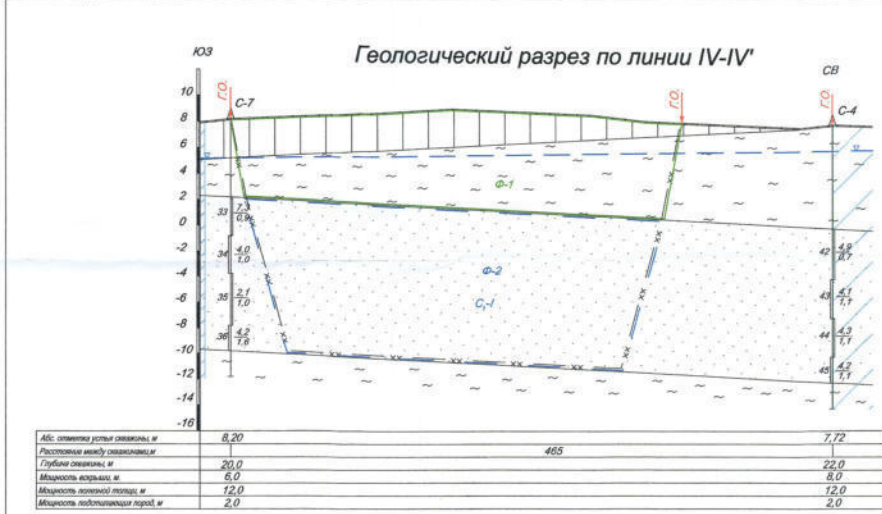 Геологический разрез по линии IV-IV'
ЮЗ
СВ
Г.О.
Г.О.
Г.О.
С-7
С-4
10
8
6
4
2
0
-2
-4
-6
-8
-10
-12
-14
-16
Ф-1
Ф-2
С₁-I
33 7,3 0,9
34 4,0 1,0
35 2,1 1,0
36 4,2 1,6
42 4,9 0,7
43 4,1 1,1
44 4,3 1,1
45 4,2 1,1
Абс. отметка устья скважины, м 8,20 7,72
Расстояние между скважинами,м 465
Глубина скважины, м 20,0 22,0
Мощность вскрыши, м. 6,0 8,0
Мощность полезной толщи, м 12,0 12,0
Мощность подстилающих пород, м 2,0 2,0